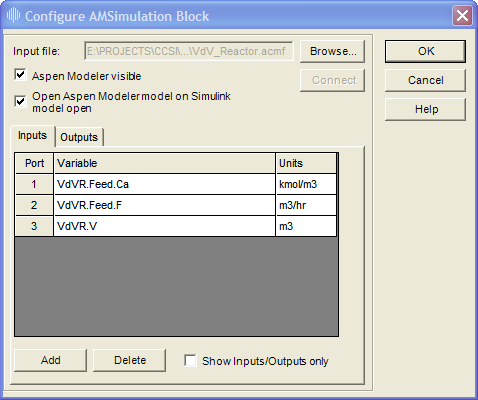 Configure AMSimulation Block
Input file: E:\PROJECTS\CCSI\...\VdV_Reactor.acmf Browse... OK
Aspen Modeler visible Connect Cancel
Open Aspen Modeler model on Simulink
model open
Help
Inputs Outputs
Port Variable Units
1 VdVR.Feed.Ca kmol/m3
2 VdVR.Feed.F m3/hr
3 VdVR.V m3
Add Delete Show Inputs/Outputs only